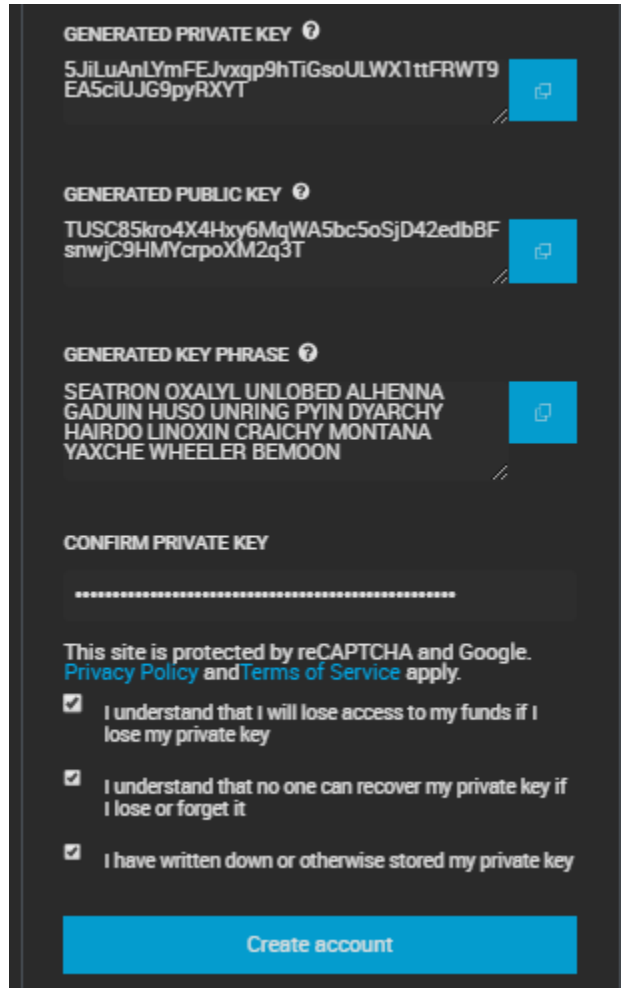 GENERATED PRIVATE KEY
5JiLuAnLYmFEJvxqp9hTiGsoULWX1ttFRWT9
EA5ciUJG9pyRXYT
GENERATED PUBLIC KEY
TUSC85kro4X4Hxy6MqWA5bc5oSjD42edbBF
snwjC9HMYcrpoXM2q3T
GENERATED KEY PHRASE
SEATRON OXALYL UNLOBED ALHENNA
GADUIN HUSO UNRING PYIN DYARCHY
HAIRDO LINOXIN CRAICHY MONTANA
YAXCHE WHEELER BEMOON
CONFIRM PRIVATE KEY
This site is protected by reCAPTCHA and Google.
Privacy Policy andTerms of Service apply.
I understand that I will lose access to my funds if I
lose my private key
I understand that no one can recover my private key if
I lose or forget it
I have written down or otherwise stored my private key
Create account